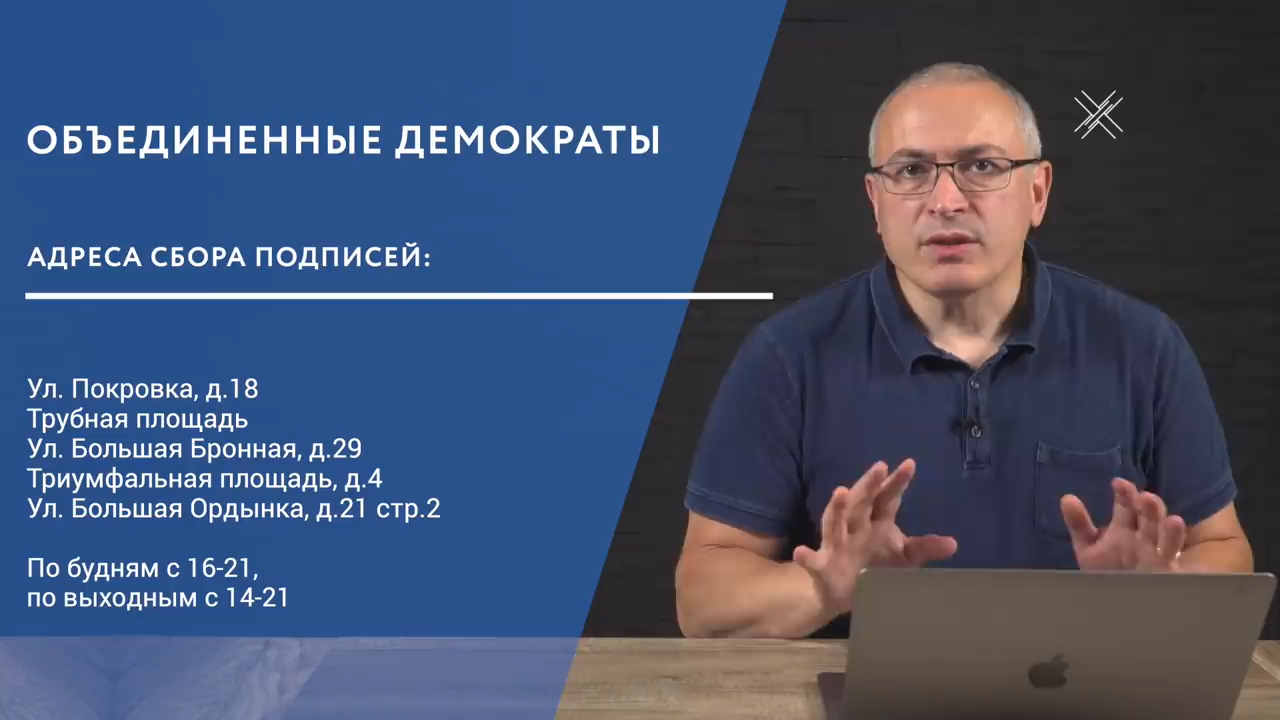 ОБЪЕДИНЕННЫЕ ДЕМОКРАТЫ
АДРЕСА СБОРА ПОДПИСЕЙ:
Ул. Покровка, д.18
Трубная площадь
Ул. Большая Бронная, д.29
Триумфальная площадь, д.4
Ул. Большая Ордынка, д.21 стр.2
По будням с 16-21,
по выходным с 14-21